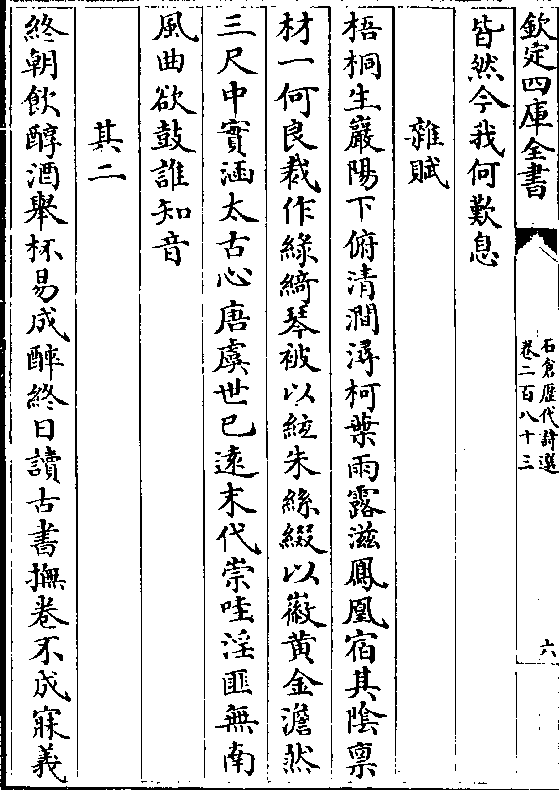 欽定四庫全書
石倉歷代詩選
卷二百八十三
六
皆然今我何歎息
雜賦
梧桐生巖陽下俯清澗潯柯葉雨露滋鳳凰宿其陰稟
材一何良裁作綠綺琴被以絃朱絲綴以徽黃金澹然
三尺中實涵太古心唐虞世已逺末代崇哇淫匪無南
風曲欲鼓誰知音
其二
終朝飲醇酒舉杯易成醉終日讀古書撫卷不成寐義